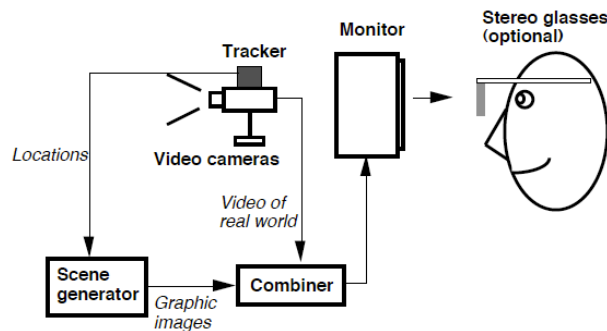 Stereo glasses
(optional)
Monitor
Tracker
Locations
Video cameras
Video of
real world
Scene
generator
Graphic
images
Combiner